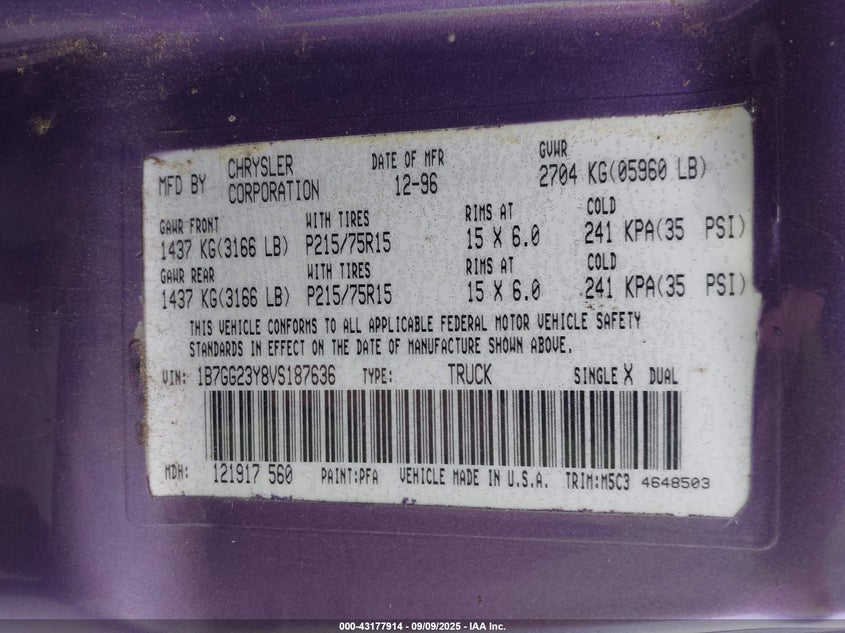 MFD BY CHRYSLER CORPORATION DATE OF MFR 12-96 GVWR 2704 KG(05960 LB)
GAWR FRONT WITH TIRES RIMS AT COLD
1437 KG(3166 LB) P215/75R15 15 X 6.0 241 KPA(35 PSI)
GAWR REAR WITH TIRES RIMS AT COLD
1437 KG(3166 LB) P215/75R15 15 X 6.0 241 KPA(35 PSI)
THIS VEHICLE CONFORMS TO ALL APPLICABLE FEDERAL MOTOR VEHICLE SAFETY
STANDARDS IN EFFECT ON THE DATE OF MANUFACTURE SHOWN ABOVE.
VIN: 1B7GG23Y8VS187636 TYPE: TRUCK SINGLE X DUAL
MDH: 121917 560 PAINT:PFA VEHICLE MADE IN U.S.A. TRIM:M5C3 4648503
000-43177914 - 09/09/2025 - IAA Inc.